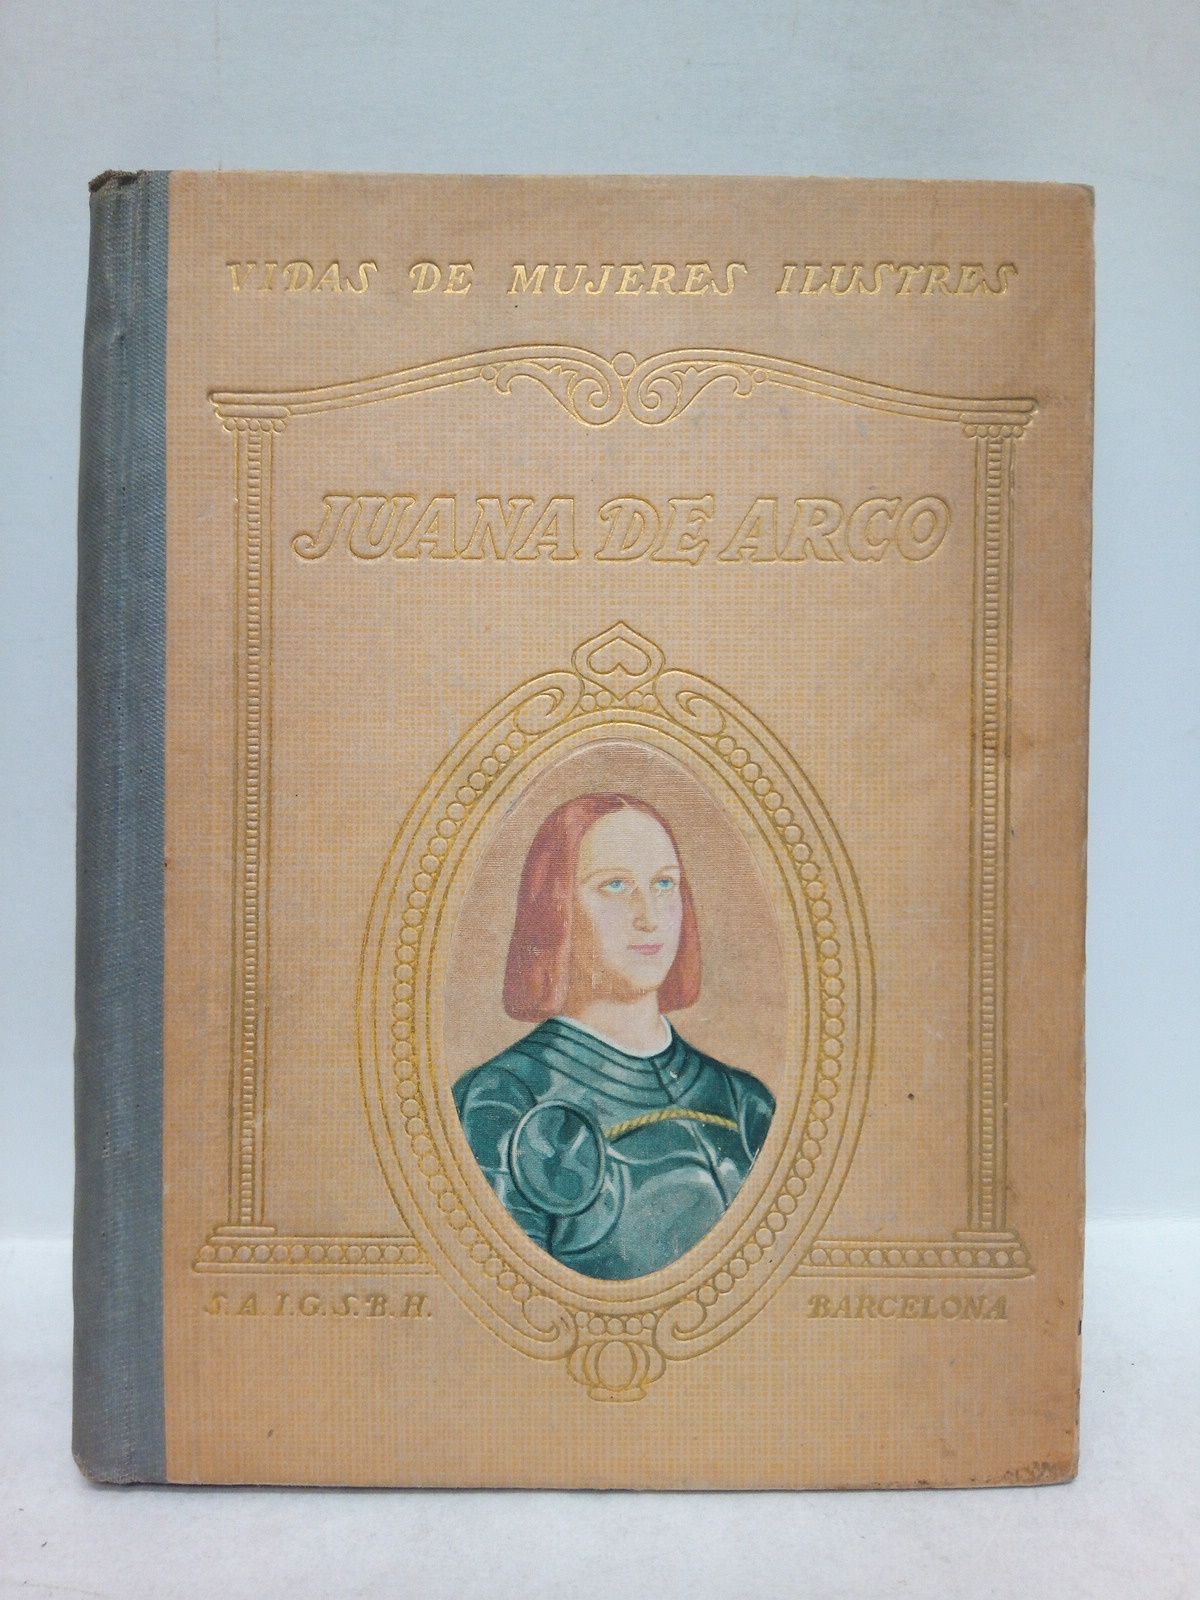 VIDAS DE MUJERES ILUSTRES
JUANA DE ARCO
S. A. I. G. S. B. H. BARCELONA